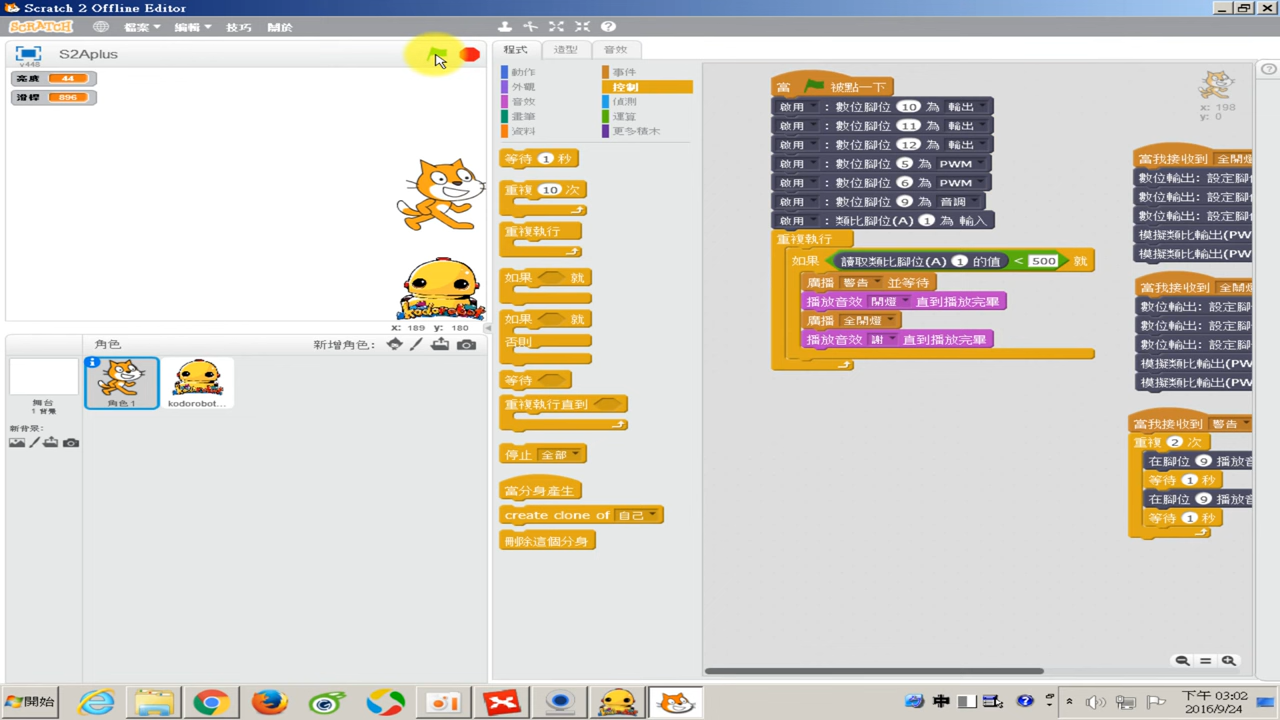 Scratch 2 Offline Editor
SCRATCH 檔案 編輯 技巧 關於
S2Aplus
v448
亮度 44
澄桿 896
x: 189 y: 180
角色 新增角色:
舞台
1 背景
新背景:
角色1
kodorobot...
程式 造型 音效
動作 事件
外觀 控制
音效 偵測
畫筆 運算
資料 更多積木
等待 1 秒
重複 10 次
重複執行
如果 就
如果 就
否則
等待
重複執行直到
停止 全部
當分身產生
create clone of 自己
刪除這個分身
x: 198
y: 0
當 被點一下
啟用 : 數位腳位 10 為 輸出
啟用 : 數位腳位 11 為 輸出
啟用 : 數位腳位 12 為 輸出
啟用 : 數位腳位 5 為 PWM
啟用 : 數位腳位 6 為 PWM
啟用 : 數位腳位 9 為 音調
啟用 : 類比腳位(A) 1 為 輸入
重複執行
如果 讀取類比腳位(A) 1 的值 < 500 就
廣播 警告 並等待
播放音效 開燈 直到播放完畢
廣播 全開燈
播放音效 謝 直到播放完畢
當我接收到 全開燈
數位輸出: 設定腳
數位輸出: 設定腳
數位輸出: 設定腳
模擬類比輸出(PW
模擬類比輸出(PW
當我接收到 全關
數位輸出: 設定腳
數位輸出: 設定腳
數位輸出: 設定腳
模擬類比輸出(PW
模擬類比輸出(PW
當我接收到 警告
重複 2 次
在腳位 9 播放音
等待 1 秒
在腳位 9 播放音
等待 1 秒
開始
中
下午 03:02
2016/9/24